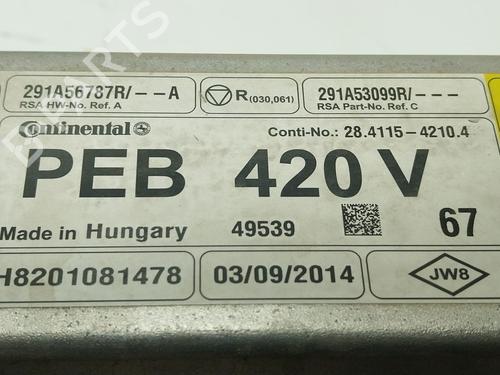 291A56787R/--A
RSA HW-No. Ref. A
R (030,061)
291A53099R/---
RSA Part-No. Ref. C
Continental
Conti-No.: 28.4115-4210.4
PEB 420 V
Made in Hungary
49539
67
H8201081478
03/09/2014
JW8